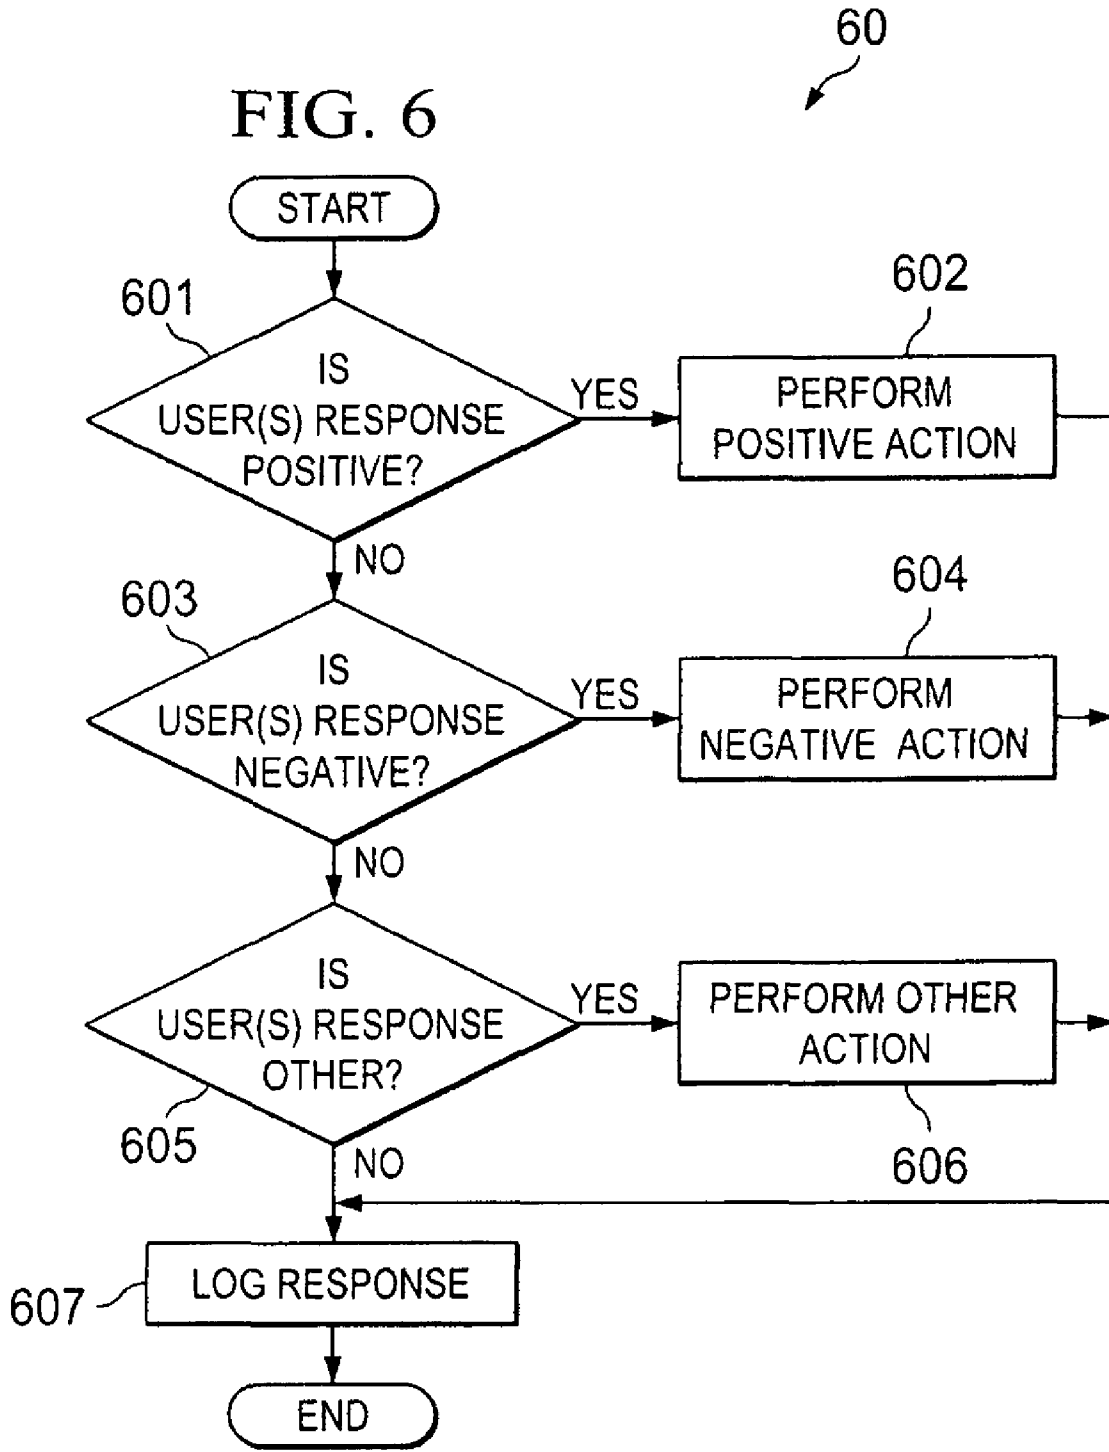 60
FIG. 6
START
601
IS
USER(S) RESPONSE
POSITIVE?
YES
602
PERFORM
POSITIVE ACTION
NO
603
IS
USER(S) RESPONSE
NEGATIVE?
YES
604
PERFORM
NEGATIVE ACTION
NO
IS
USER(S) RESPONSE
OTHER?
605
YES
PERFORM OTHER
ACTION
606
NO
LOG RESPONSE
607
END